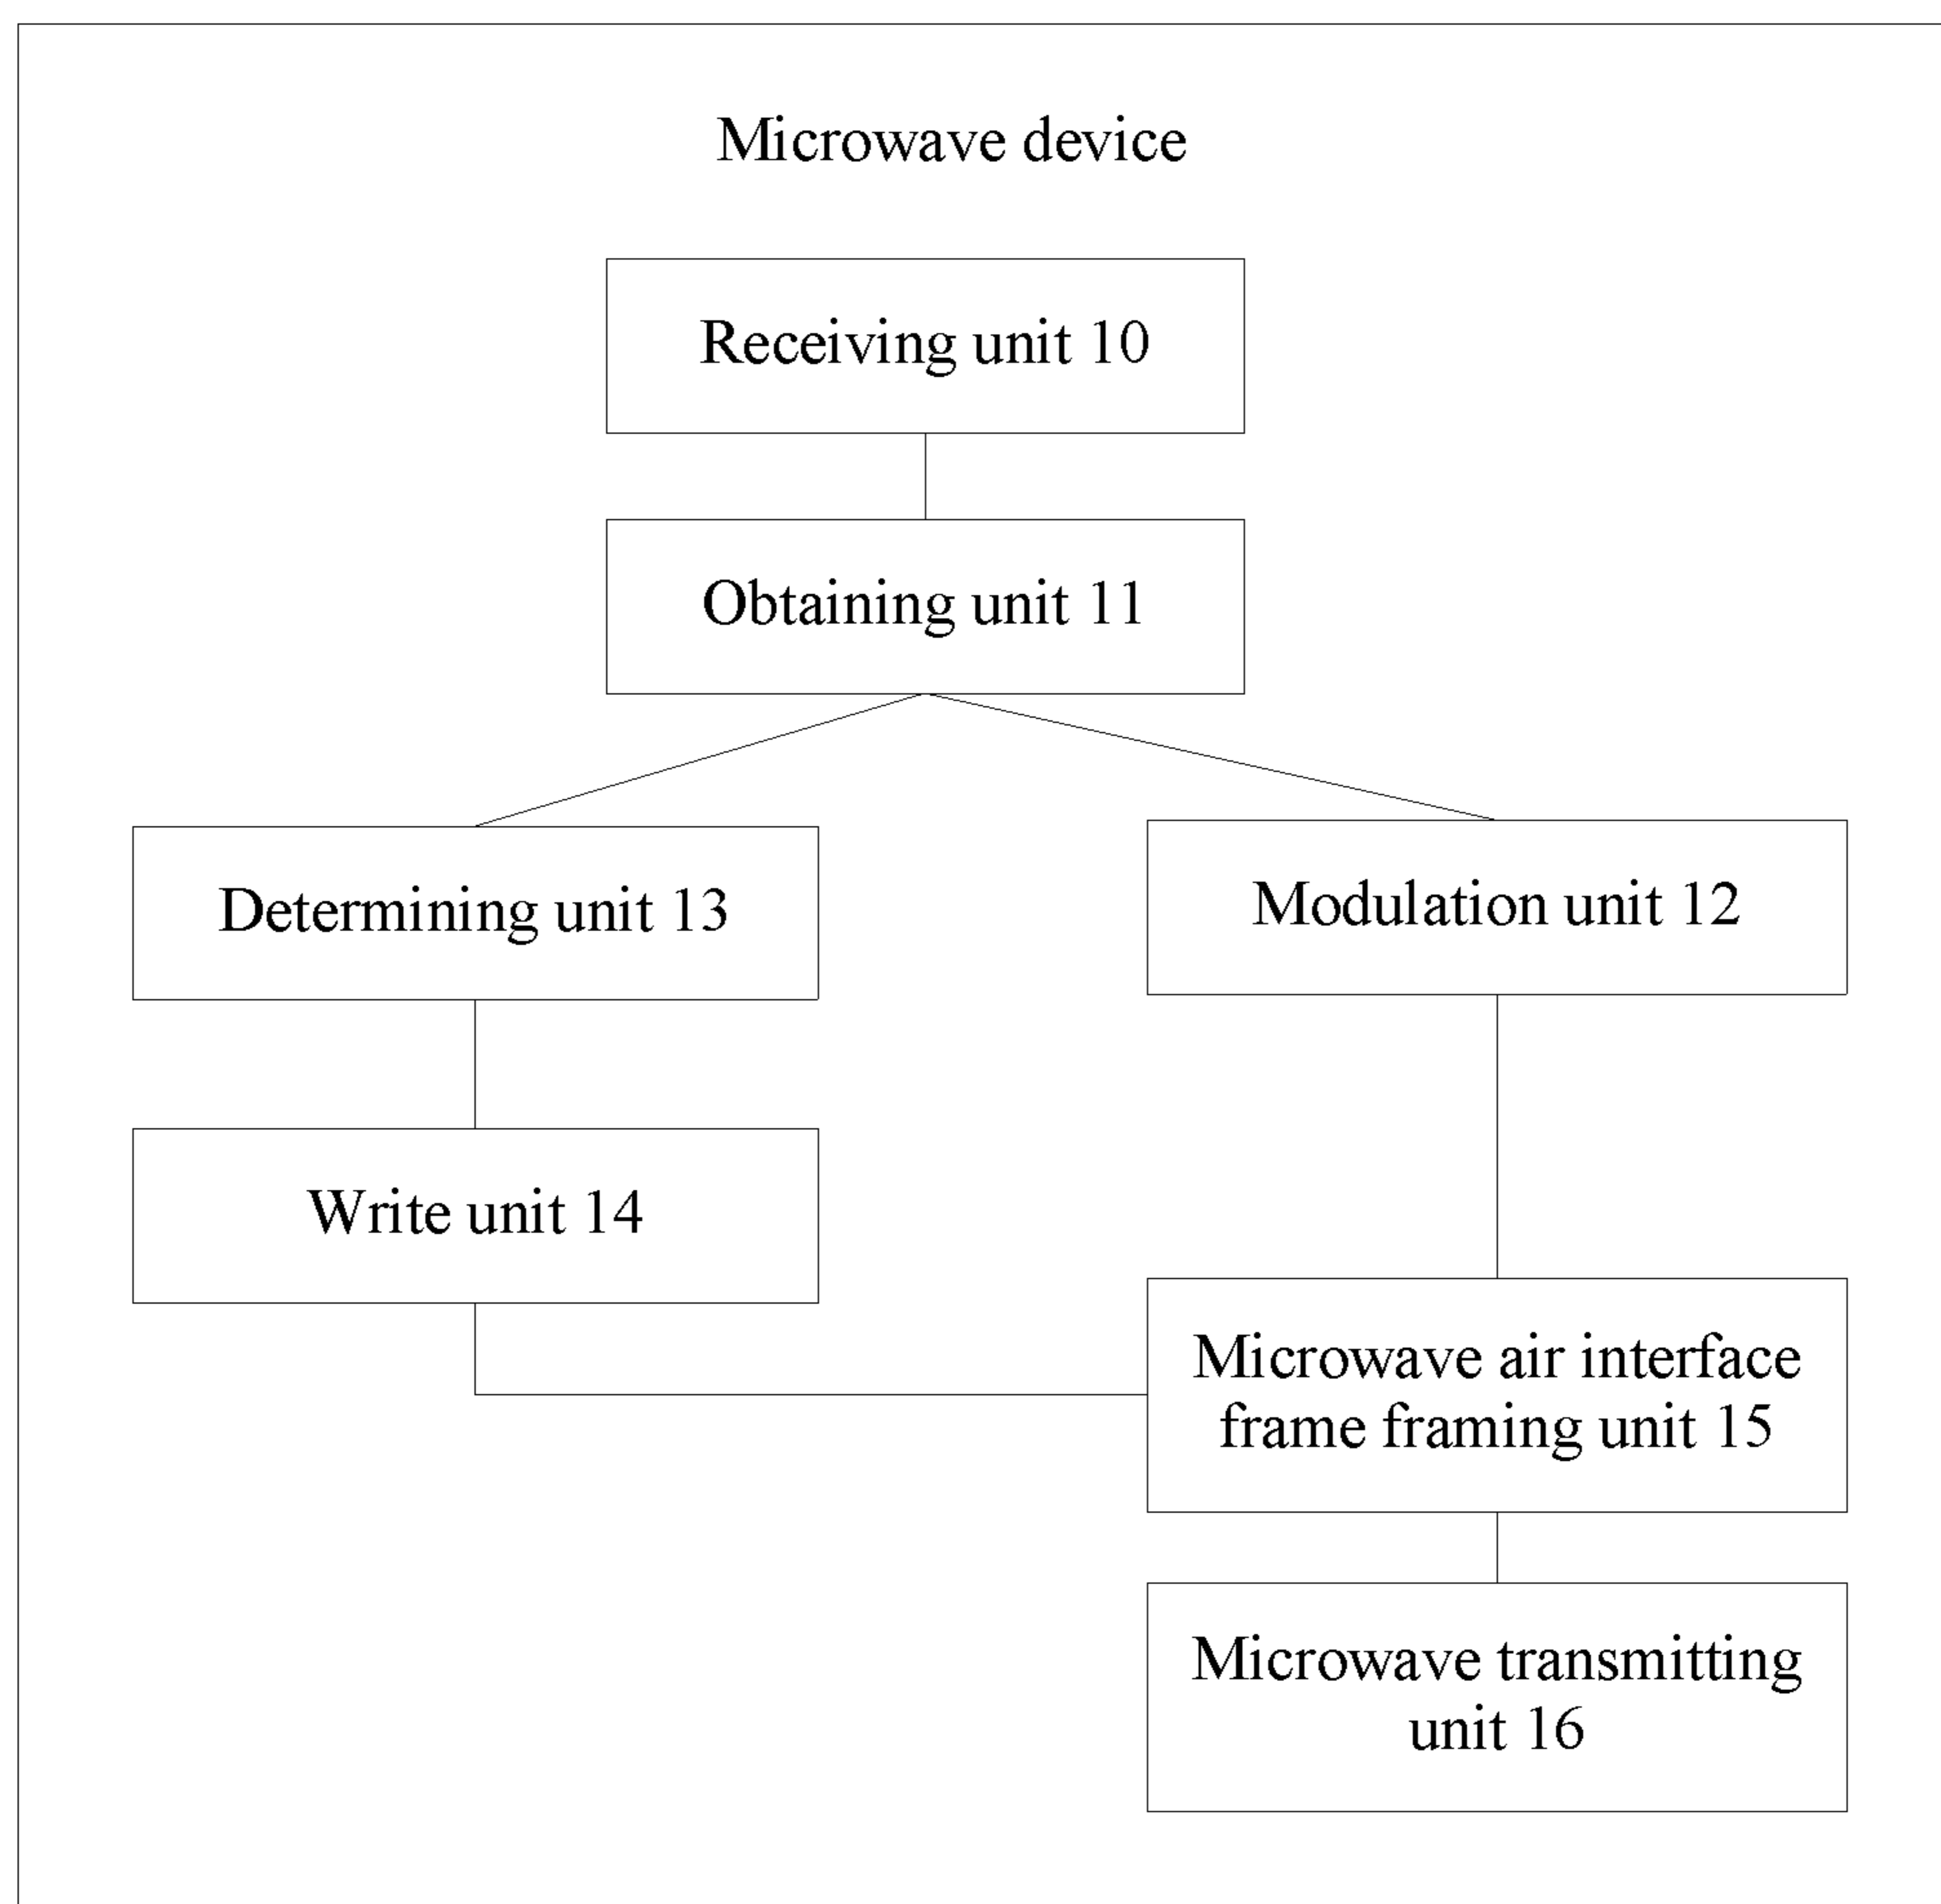 Microwave device
Receiving unit 10
Obtaining unit 11
Determining unit 13
Modulation unit 12
Write unit 14
Microwave air interface
frame framing unit 15
Microwave transmitting
unit 16